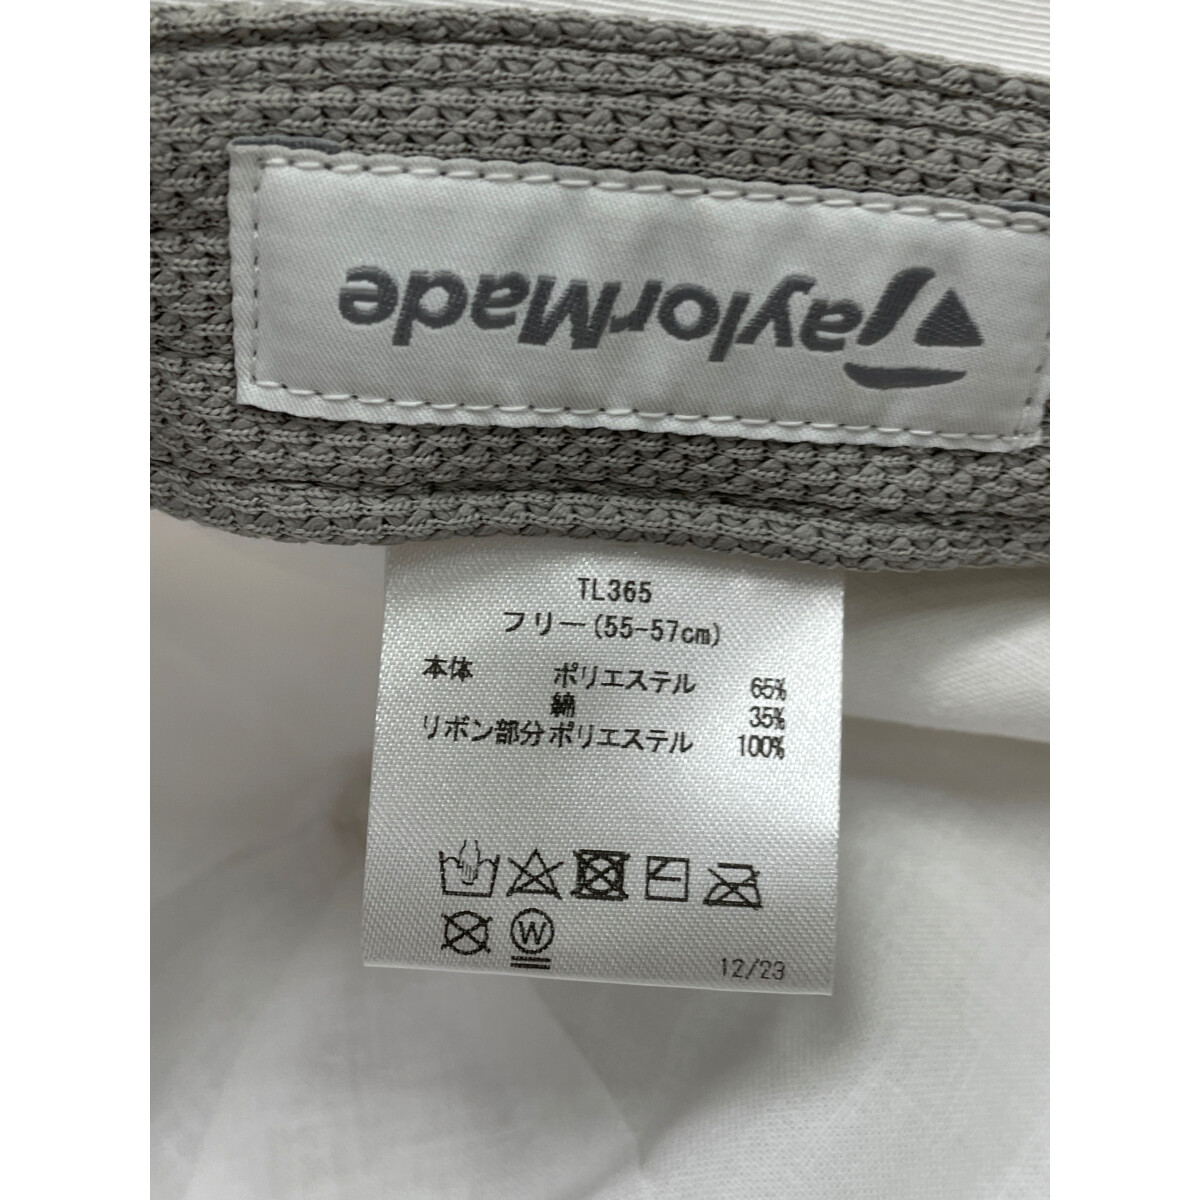 TaylorMade
TL365
フリー(55-57cm)
本体 ポリエステル 65%
綿 35%
リボン部分 ポリエステル 100%
W
12/23